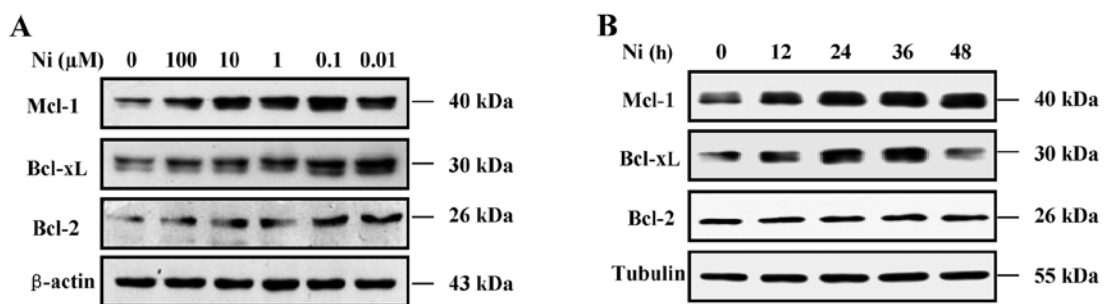 A
Ni (µM) 0 100 10 1 0.1 0.01
Mcl-1 40 kDa
Bcl-xL 30 kDa
Bcl-2 26 kDa
β-actin 43 kDa
B
Ni (h) 0 12 24 36 48
Mcl-1 40 kDa
Bcl-xL 30 kDa
Bcl-2 26 kDa
Tubulin 55 kDa